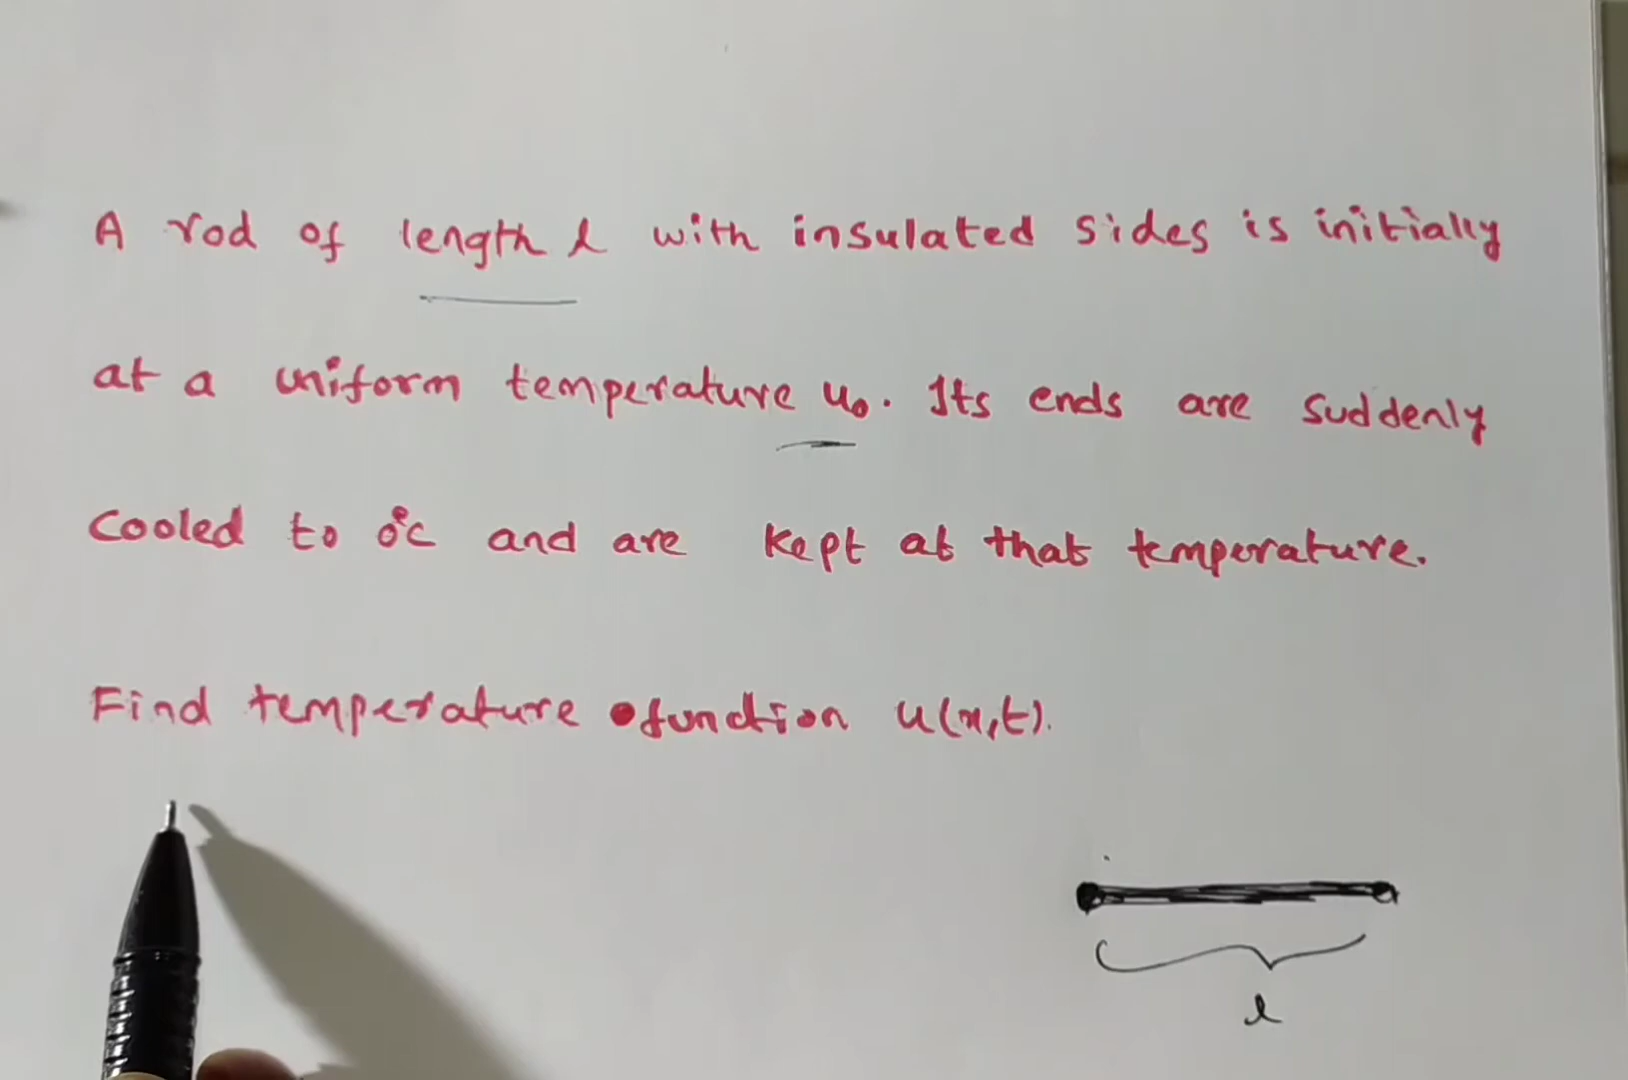 A rod of length l with insulated sides is initially
at a uniform temperature u₀. Its ends are suddenly
Cooled to 0°c and are kept at that temperature.
Find temperature function u(x,t).
l